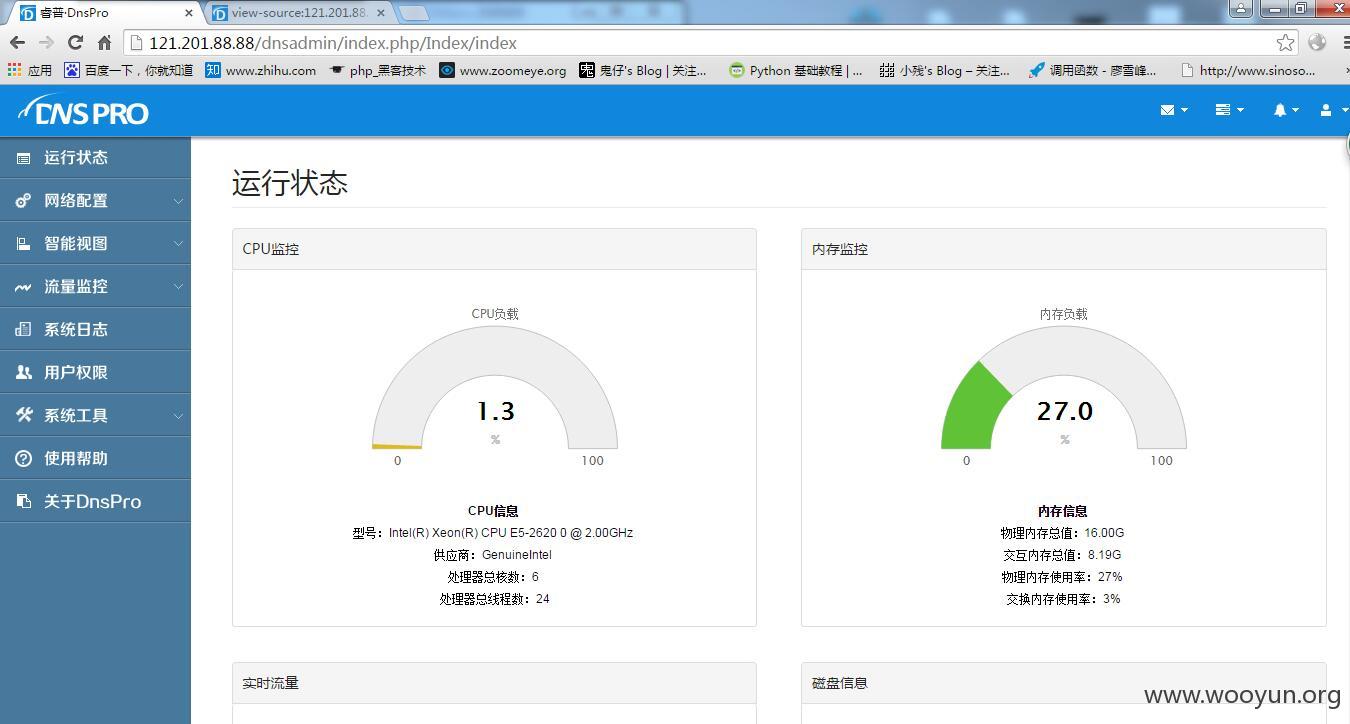 睿普·DnsPro
view-source:121.201.88.
121.201.88.88/dnsadmin/index.php/Index/index
应用 百度一下，你就知道 www.zhihu.com php_黑客技术 www.zoomeye.org 鬼仔's Blog | 关注... Python 基础教程 | ... 小残's Blog – 关注... 调用函数 - 廖雪峰... http://www.sinoso...
DNS PRO
运行状态
网络配置
智能视图
流量监控
系统日志
用户权限
系统工具
使用帮助
关于DnsPro
运行状态
CPU监控
CPU负载
1.3
%
0 100
CPU信息
型号：Intel(R) Xeon(R) CPU E5-2620 0 @ 2.00GHz
供应商：GenuineIntel
处理器总核数：6
处理器总线程数：24
内存监控
内存负载
27.0
%
0 100
内存信息
物理内存总值：16.00G
交互内存总值：8.19G
物理内存使用率：27%
交换内存使用率：3%
实时流量
磁盘信息
www.wooyun.org